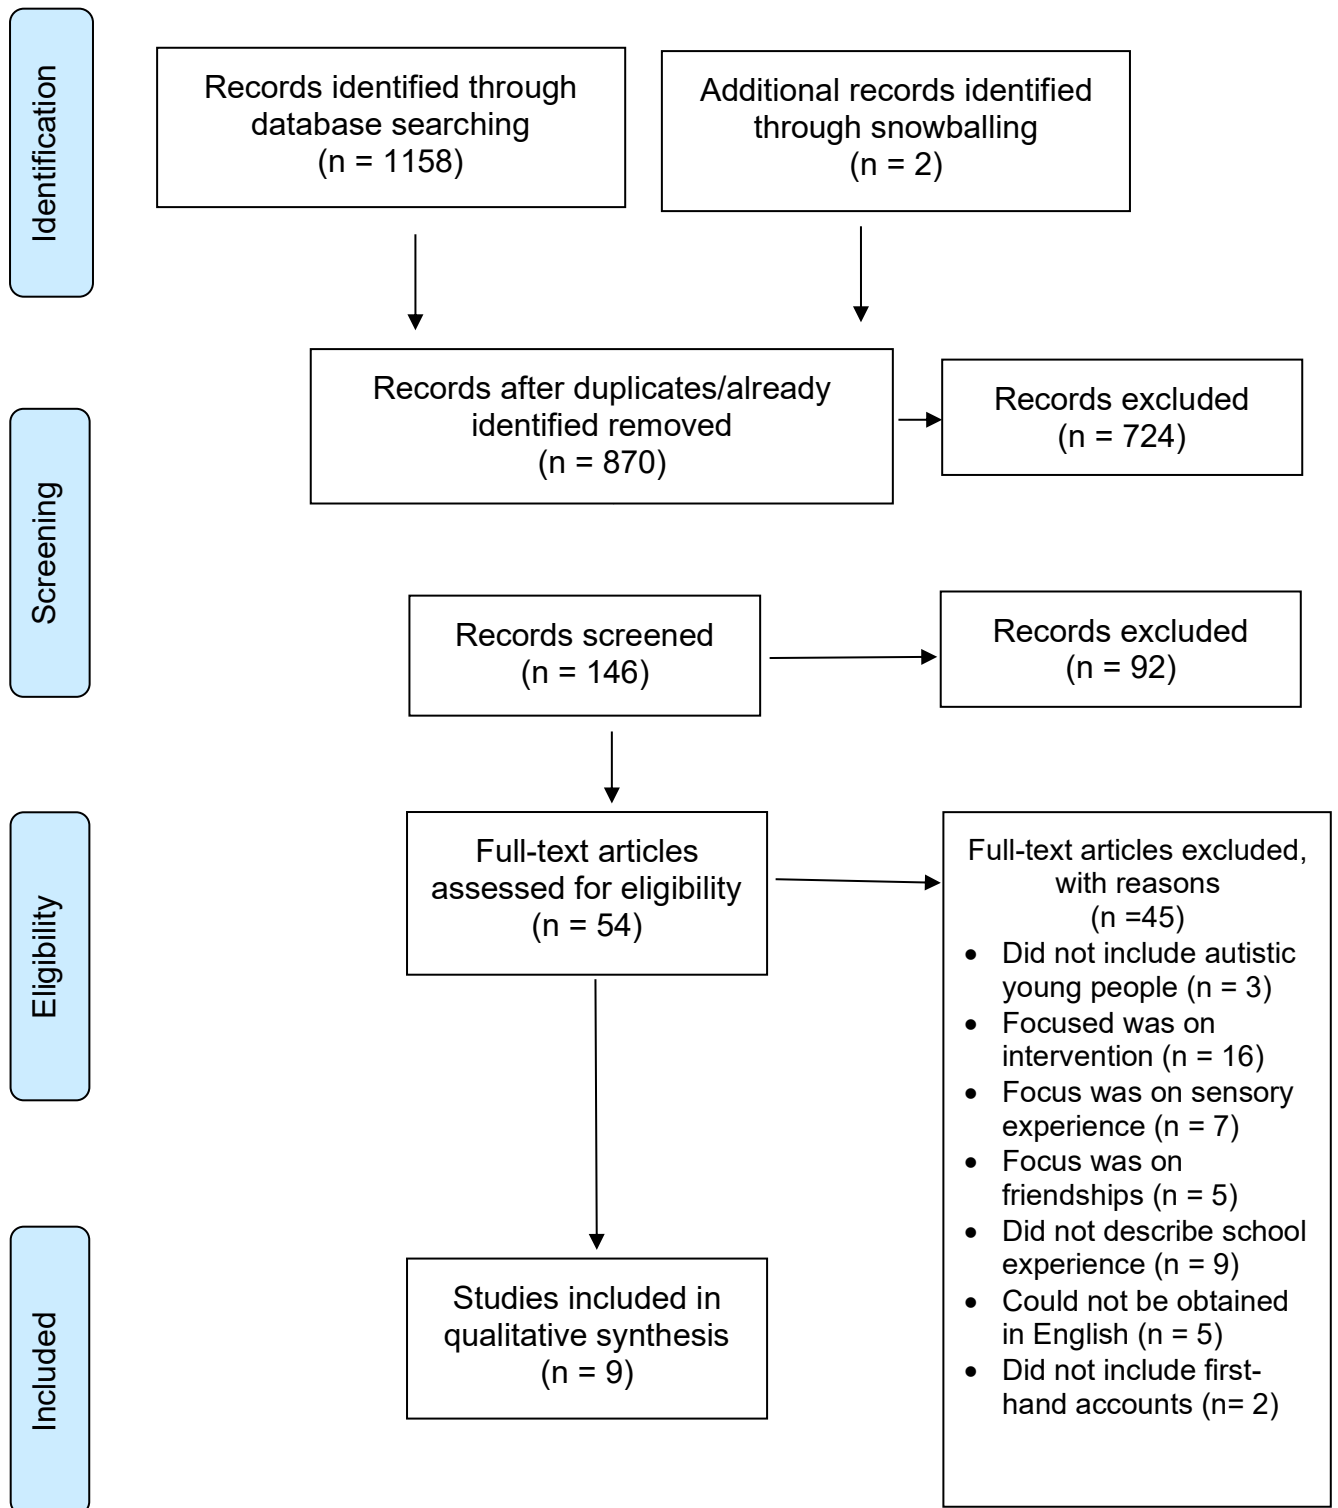 Identification
Records identified through
database searching
(n = 1158)
Additional records identified
through snowballing
(n = 2)
Records after duplicates/already
identified removed
(n = 870)
Records excluded
(n = 724)
Screening
Records screened
(n = 146)
Records excluded
(n = 92)
Eligibility
Full-text articles
assessed for eligibility
(n = 54)
Full-text articles excluded,
with reasons
(n =45)
• Did not include autistic
young people (n = 3)
• Focused was on
intervention (n = 16)
• Focus was on sensory
experience (n = 7)
• Focus was on
friendships (n = 5)
• Did not describe school
experience (n = 9)
• Could not be obtained
in English (n = 5)
• Did not include first-
hand accounts (n= 2)
Included
Studies included in
qualitative synthesis
(n = 9)